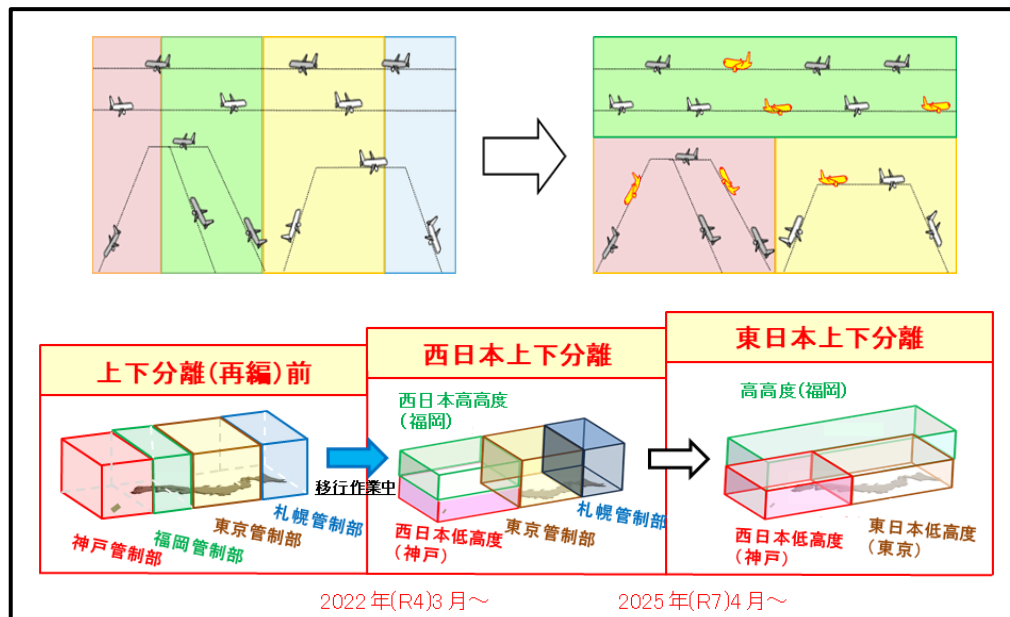 上下分離(再編)前
西日本上下分離
東日本上下分離
西日本高高度
(福岡)
高高度(福岡)
移行作業中
神戸管制部
福岡管制部
東京管制部
札幌管制部
西日本低高度
(神戸)
東京管制部
札幌管制部
西日本低高度
(神戸)
東日本低高度
(東京)
2022年(R4)3月～
2025年(R7)4月～